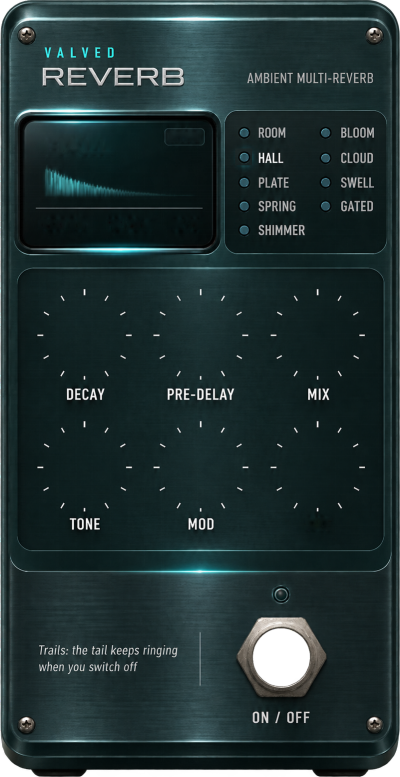 VALVED
REVERB
AMBIENT MULTI-REVERB
ROOM
BLOOM
HALL
CLOUD
PLATE
SWELL
SPRING
GATED
SHIMMER
DECAY
PRE-DELAY
MIX
TONE
MOD
Trails: the tail keeps ringing
when you switch off
ON / OFF